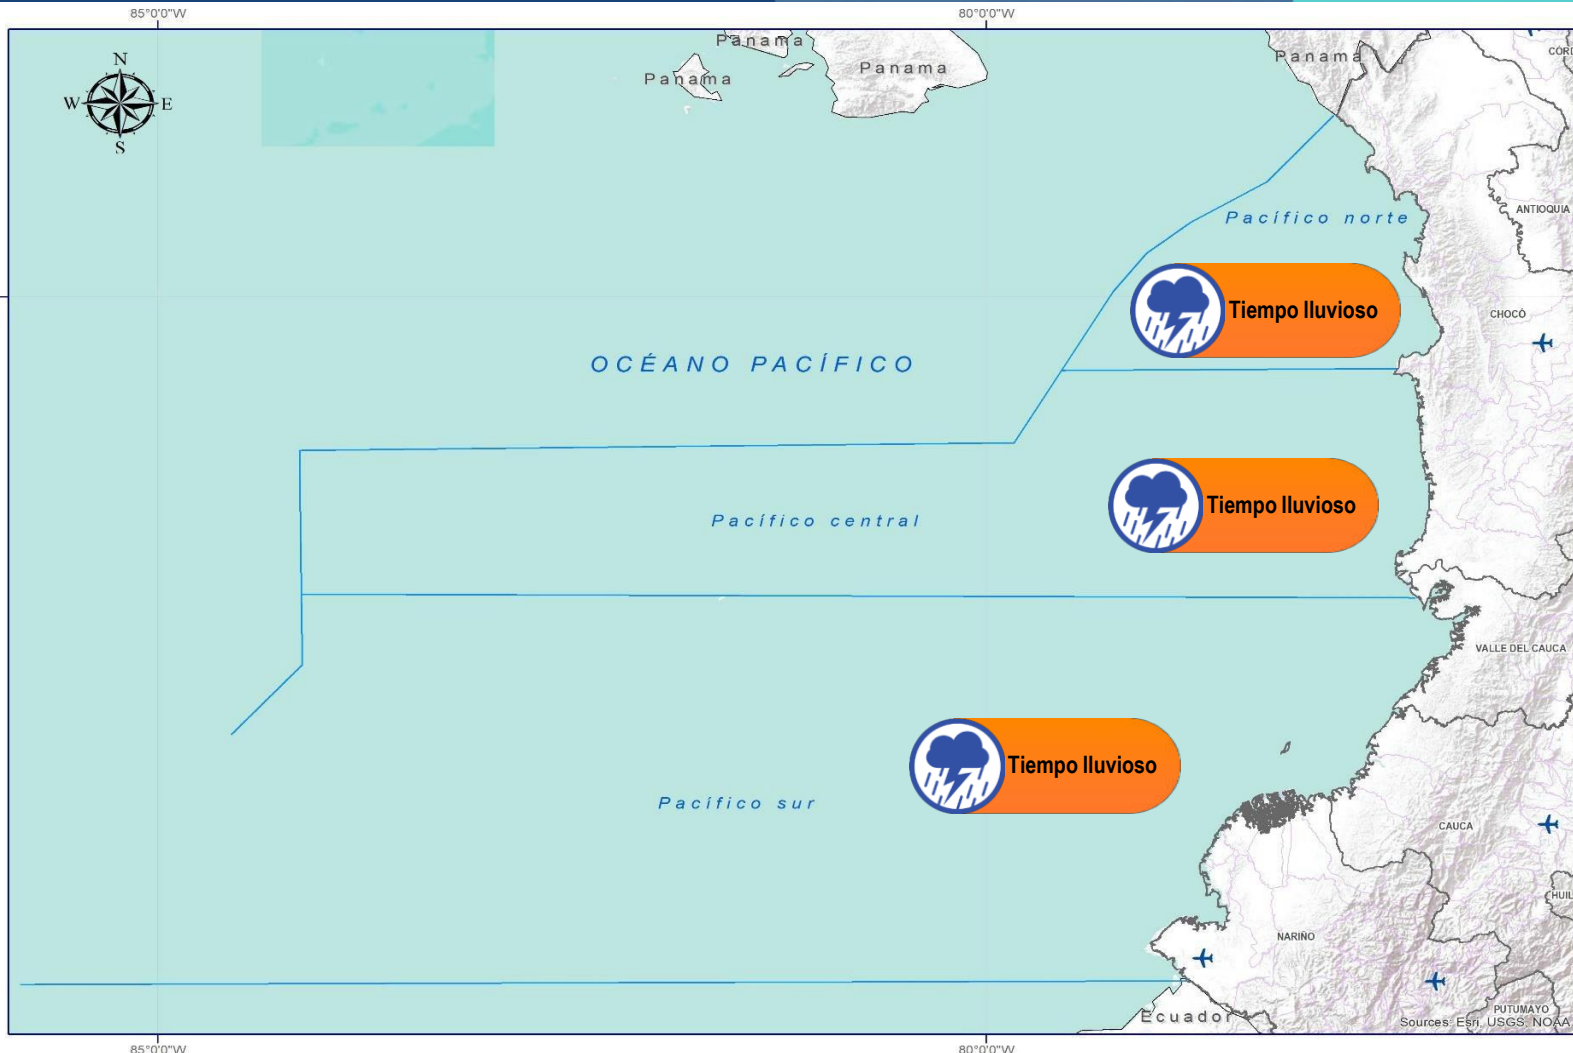 85°0'0"W
80°0'0"W
N
W
E
S
Panama
Panama
Panama
Panama
CÓRD
Pacífico norte
ANTIOQUIA
Tiempo lluvioso
CHOCÓ
OCÉANO PACÍFICO
Tiempo lluvioso
Pacífico central
VALLE DEL CAUCA
Tiempo lluvioso
Pacífico sur
CAUCA
HUIL
NARIÑO
PUTUMAYO
Ecuador
Sources: Esri, USGS, NOAA
85°0'0"W
80°0'0"W